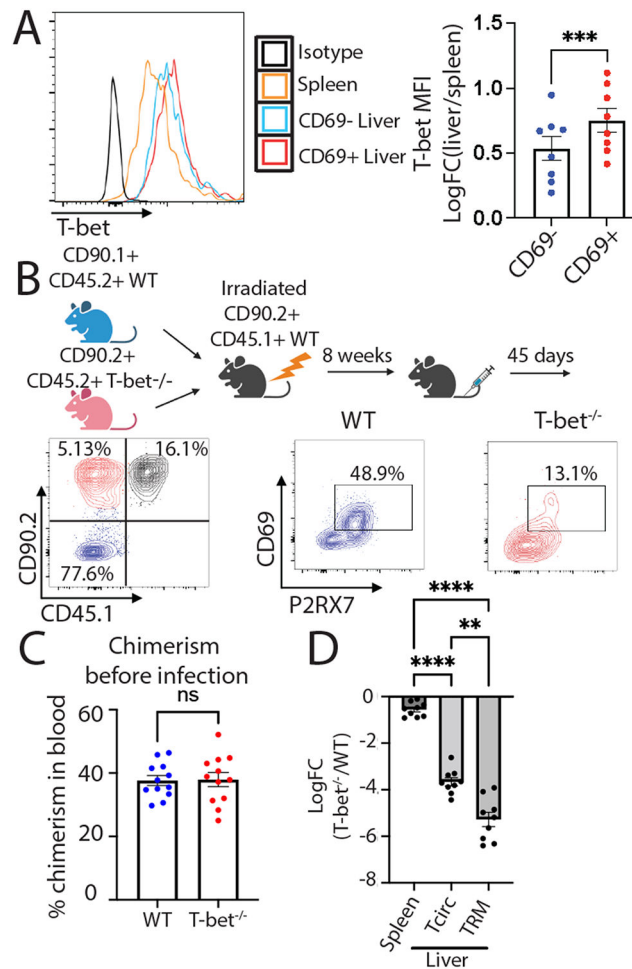 A
Isotype
Spleen
CD69- Liver
CD69+ Liver
T-bet
T-bet MFI
LogFC(liver/spleen)
1.5
1.0
0.5
0.0
***
CD69-
CD69+
B
CD90.1+
CD45.2+ WT
CD90.2+
CD45.2+ T-bet-/-
Irradiated
CD90.2+
CD45.1+ WT
8 weeks
45 days
5.13%
16.1%
77.6%
CD90.2
CD45.1
WT
48.9%
CD69
P2RX7
T-bet-/-
13.1%
C
Chimerism
before infection
ns
% chimerism in blood
60
40
20
0
WT
T-bet-/-
D
****
**
****
LogFC
(T-bet-/-/WT)
0
-2
-4
-6
-8
Spleen
Tcirc
TRM
Liver